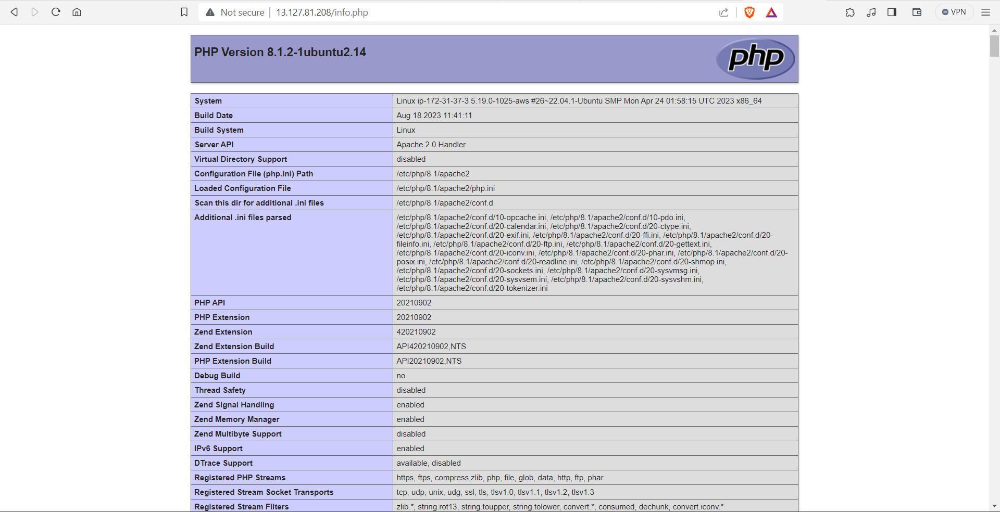 Not secure | 13.127.81.208/info.php
VPN
PHP Version 8.1.2-1ubuntu2.14
php
System Linux ip-172-31-37-3 5.19.0-1025-aws #26~22.04.1-Ubuntu SMP Mon Apr 24 01:58:15 UTC 2023 x86_64
Build Date Aug 18 2023 11:41:11
Build System Linux
Server API Apache 2.0 Handler
Virtual Directory Support disabled
Configuration File (php.ini) Path /etc/php/8.1/apache2
Loaded Configuration File /etc/php/8.1/apache2/php.ini
Scan this dir for additional .ini files /etc/php/8.1/apache2/conf.d
Additional .ini files parsed /etc/php/8.1/apache2/conf.d/10-opcache.ini, /etc/php/8.1/apache2/conf.d/10-pdo.ini,
/etc/php/8.1/apache2/conf.d/20-calendar.ini, /etc/php/8.1/apache2/conf.d/20-ctype.ini,
/etc/php/8.1/apache2/conf.d/20-exif.ini, /etc/php/8.1/apache2/conf.d/20-ffi.ini, /etc/php/8.1/apache2/conf.d/20-
fileinfo.ini, /etc/php/8.1/apache2/conf.d/20-ftp.ini, /etc/php/8.1/apache2/conf.d/20-gettext.ini,
/etc/php/8.1/apache2/conf.d/20-iconv.ini, /etc/php/8.1/apache2/conf.d/20-phar.ini, /etc/php/8.1/apache2/conf.d/20-
posix.ini, /etc/php/8.1/apache2/conf.d/20-readline.ini, /etc/php/8.1/apache2/conf.d/20-shmop.ini,
/etc/php/8.1/apache2/conf.d/20-sockets.ini, /etc/php/8.1/apache2/conf.d/20-sysvmsg.ini,
/etc/php/8.1/apache2/conf.d/20-sysvsem.ini, /etc/php/8.1/apache2/conf.d/20-sysvshm.ini,
/etc/php/8.1/apache2/conf.d/20-tokenizer.ini
PHP API 20210902
PHP Extension 20210902
Zend Extension 420210902
Zend Extension Build API420210902,NTS
PHP Extension Build API20210902,NTS
Debug Build no
Thread Safety disabled
Zend Signal Handling enabled
Zend Memory Manager enabled
Zend Multibyte Support disabled
IPv6 Support enabled
DTrace Support available, disabled
Registered PHP Streams https, ftps, compress.zlib, php, file, glob, data, http, ftp, phar
Registered Stream Socket Transports tcp, udp, unix, udg, ssl, tls, tlsv1.0, tlsv1.1, tlsv1.2, tlsv1.3
Registered Stream Filters zlib.*, string.rot13, string.toupper, string.tolower, convert.*, consumed, dechunk, convert.iconv.*